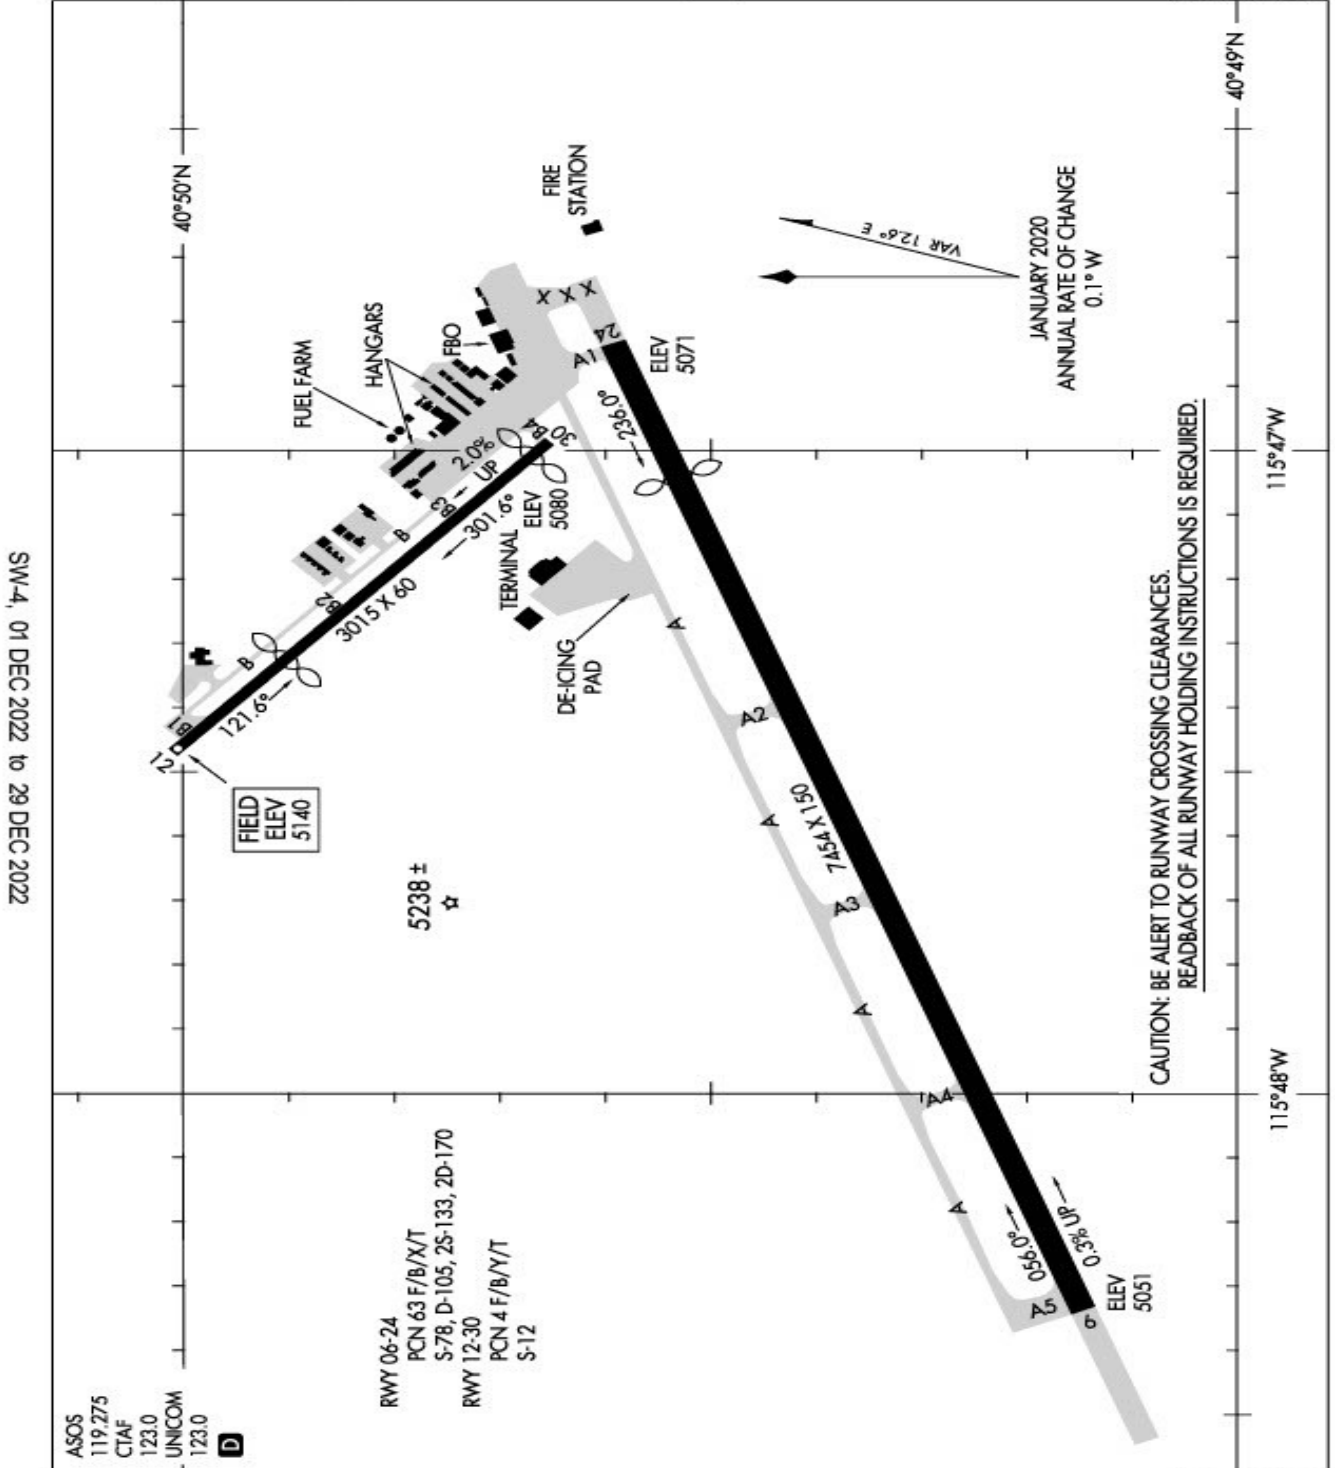 ASOS
119.275
CTAF
123.0
UNICOM
123.0
D
RWY 06-24
PCN 63 F/B/X/T
S-78, D-105, 2S-133, 2D-170
RWY 12-30
PCN 4 F/B/Y/T
S-12
40°50'N
40°49'N
115°47'W
115°48'W
FIELD
ELEV
5140
5238 ±
12
B1
B
121.6°
B2
3015 X 60
B
B3
301.6°
UP
2.0%
B4
30
ELEV
5080
FUEL FARM
HANGARS
FBO
FIRE
STATION
TERMINAL
DE-ICING
PAD
X X X
24
A1
ELEV
5071
236.0°
A
A2
A
7454 X 150
A3
A
A4
A
056.0°
0.3% UP
A5
6
ELEV
5051
VAR 12.6° E
JANUARY 2020
ANNUAL RATE OF CHANGE
0.1° W
CAUTION: BE ALERT TO RUNWAY CROSSING CLEARANCES.
READBACK OF ALL RUNWAY HOLDING INSTRUCTIONS IS REQUIRED.
SW-4, 01 DEC 2022 to 29 DEC 2022